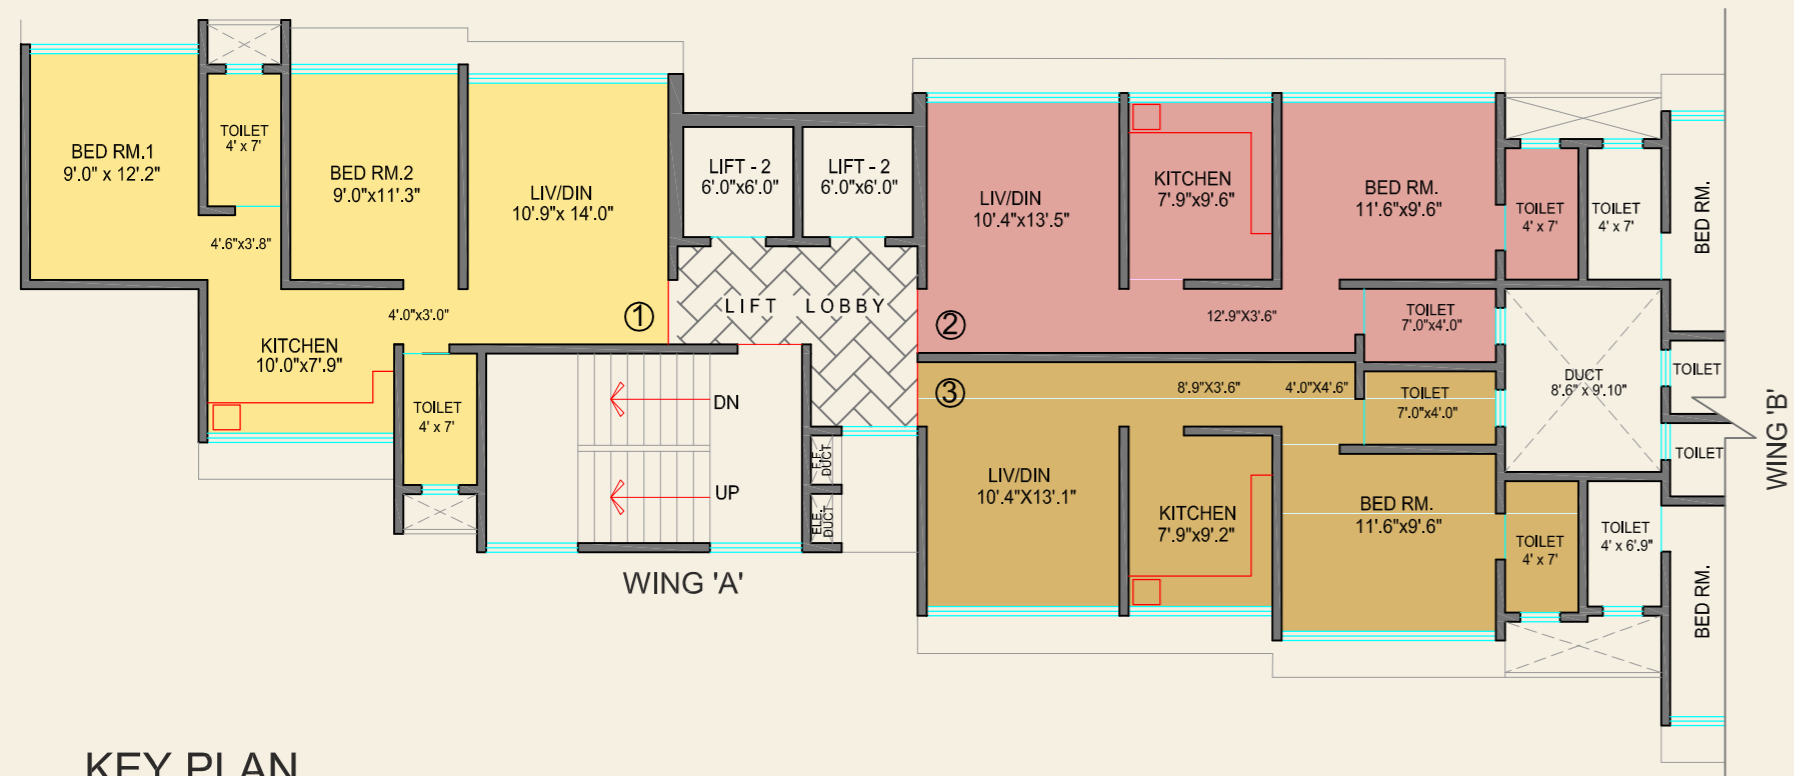 BED RM.1
9'.0" x 12'.2"
TOILET
4' x 7'
BED RM.2
9'.0"x11'.3"
LIV/DIN
10'.9"x 14'.0"
4'.6"x3'.8"
4'.0"x3'.0"
1
KITCHEN
10'.0"x7'.9"
TOILET
4' x 7'
LIFT - 2
6'.0"x6'.0"
LIFT - 2
6'.0"x6'.0"
LIFT LOBBY
DN
UP
F.F.
DUCT
ELE.
DUCT
WING 'A'
LIV/DIN
10'.4"x13'.5"
KITCHEN
7'.9"x9'.6"
BED RM.
11'.6"x9'.6"
TOILET
4' x 7'
TOILET
4' x 7'
BED RM.
2
12'.9"X3'.6"
TOILET
7'.0"x4'.0"
3
8'.9"X3'.6"
4'.0"X4'.6"
TOILET
7'.0"x4'.0"
DUCT
8'.6" x 9'.10"
TOILET
TOILET
WING 'B'
LIV/DIN
10'.4"X13'.1"
KITCHEN
7'.9"x9'.2"
BED RM.
11'.6"x9'.6"
TOILET
4' x 7'
TOILET
4' x 6'.9"
BED RM.
KEY PLAN